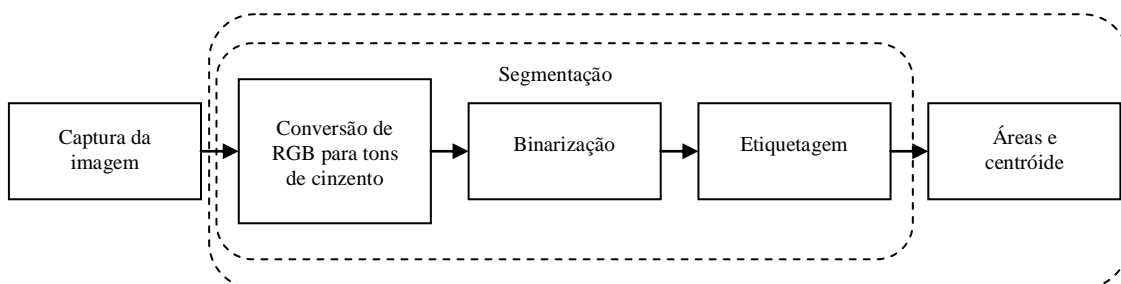 Segmentação
Captura da
imagem
Conversão de
RGB para tons
de cinzento
Binarização
Etiquetagem
Áreas e
centróide